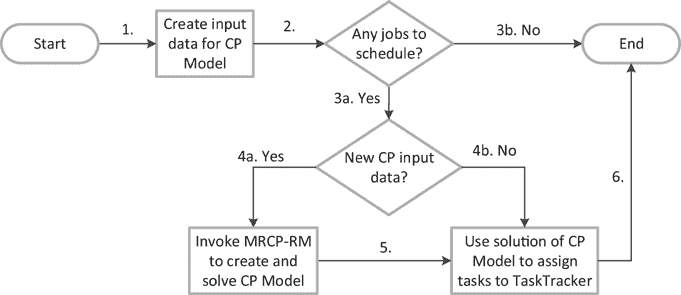 Start
1.
Create input
data for CP
Model
2.
Any jobs to
schedule?
3b. No
End
3a. Yes
4a. Yes
New CP input
data?
4b. No
6.
Invoke MRCP-RM
to create and
solve CP Model
5.
Use solution of CP
Model to assign
tasks to TaskTracker